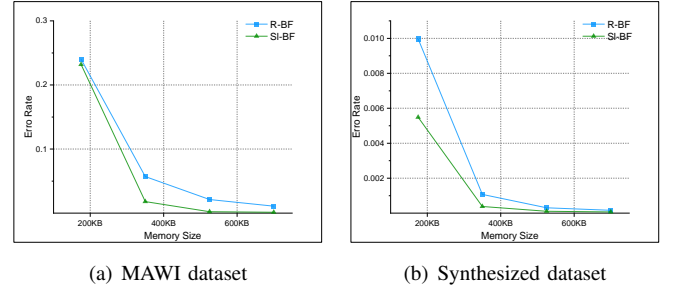 0.3
0.2
0.1
Erro Rate
R-BF
SI-BF
200KB
400KB
600KB
Memory Size
(a) MAWI dataset
0.010
0.008
0.006
0.004
0.002
Erro Rate
R-BF
SI-BF
200KB
400KB
600KB
Memory Size
(b) Synthesized dataset